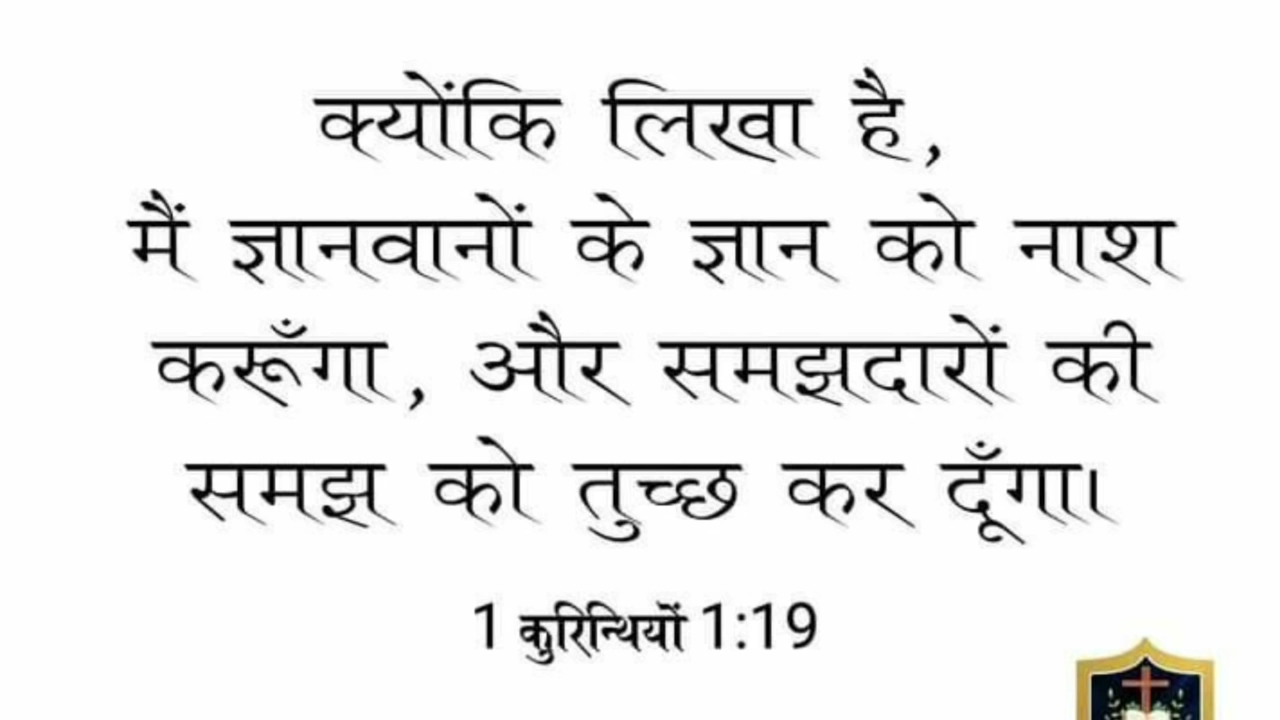 क्योंकि लिखा है,
मैं ज्ञानवानों के ज्ञान को नाश
करूँगा, और समझदारों की
समझ को तुच्छ कर दूँगा।
1 कुरिन्थियों 1:19